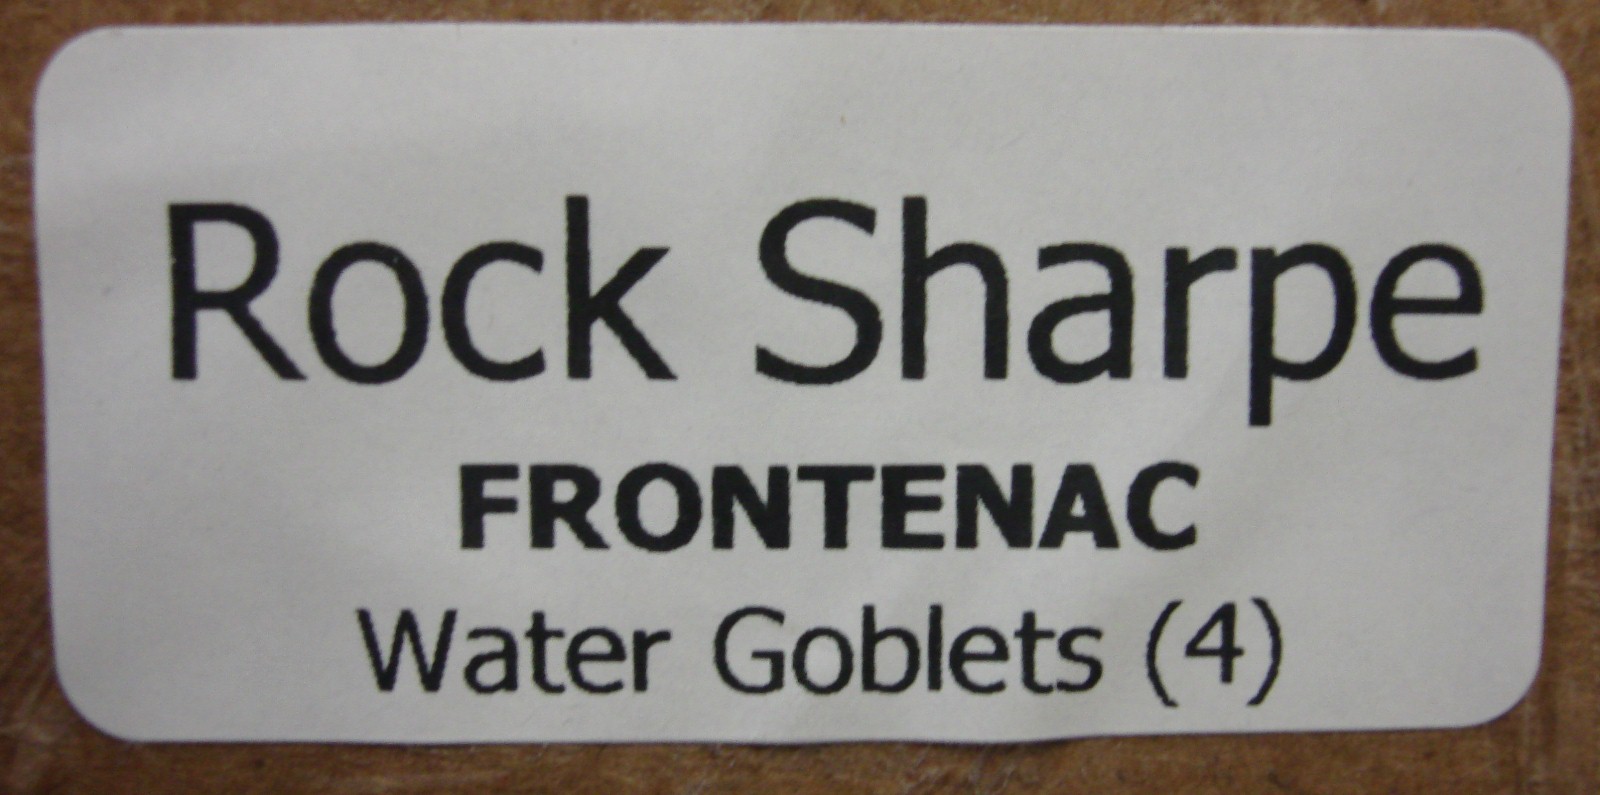 Rock Sharpe
FRONTENAC
Water Goblets (4)